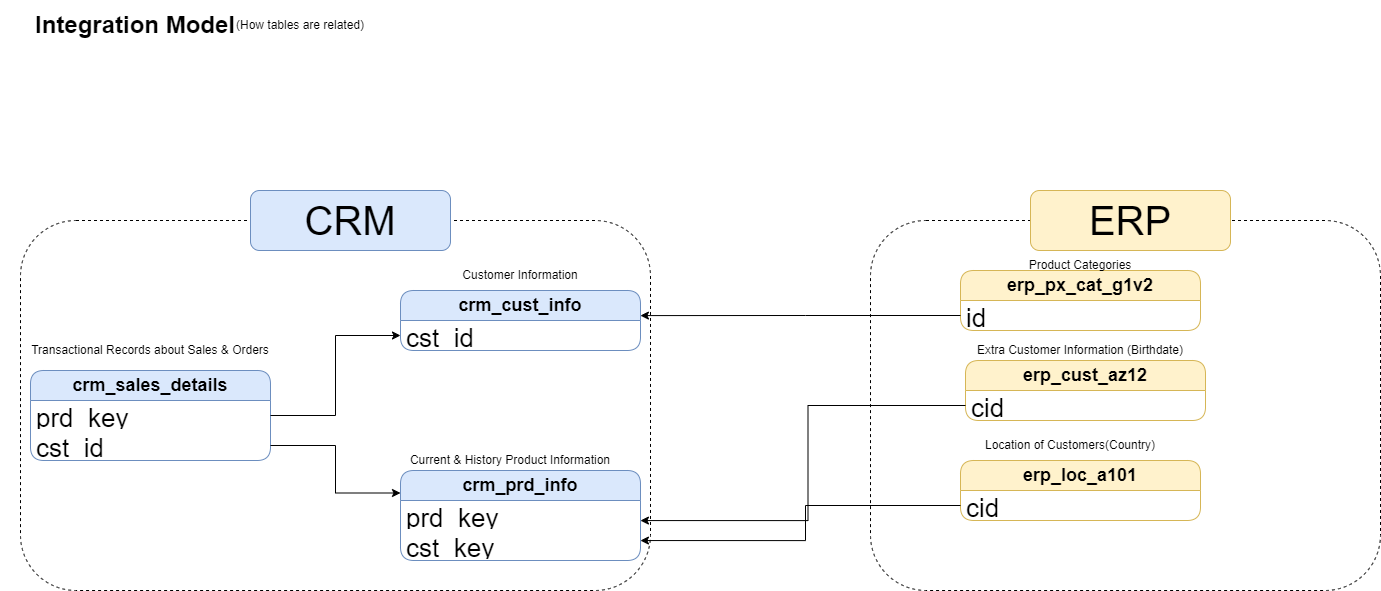 Integration Model(How tables are related)
CRM
Customer Information
crm_cust_info
cst_id
Transactional Records about Sales & Orders
crm_sales_details
prd_key
cst_id
Current & History Product Information
crm_prd_info
prd_key
cst_key
ERP
Product Categories
erp_px_cat_g1v2
id
Extra Customer Information (Birthdate)
erp_cust_az12
cid
Location of Customers(Country)
erp_loc_a101
cid